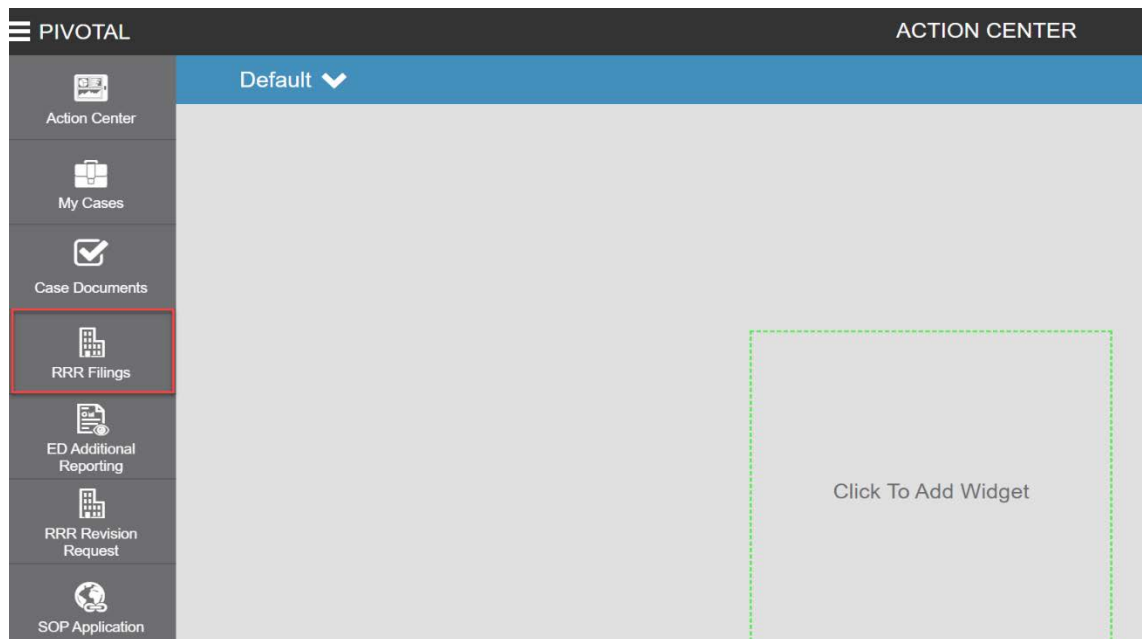 PIVOTAL
ACTION CENTER
Default
Action Center
My Cases
Case Documents
RRR Filings
ED Additional
Reporting
RRR Revision
Request
SOP Application
Click To Add Widget